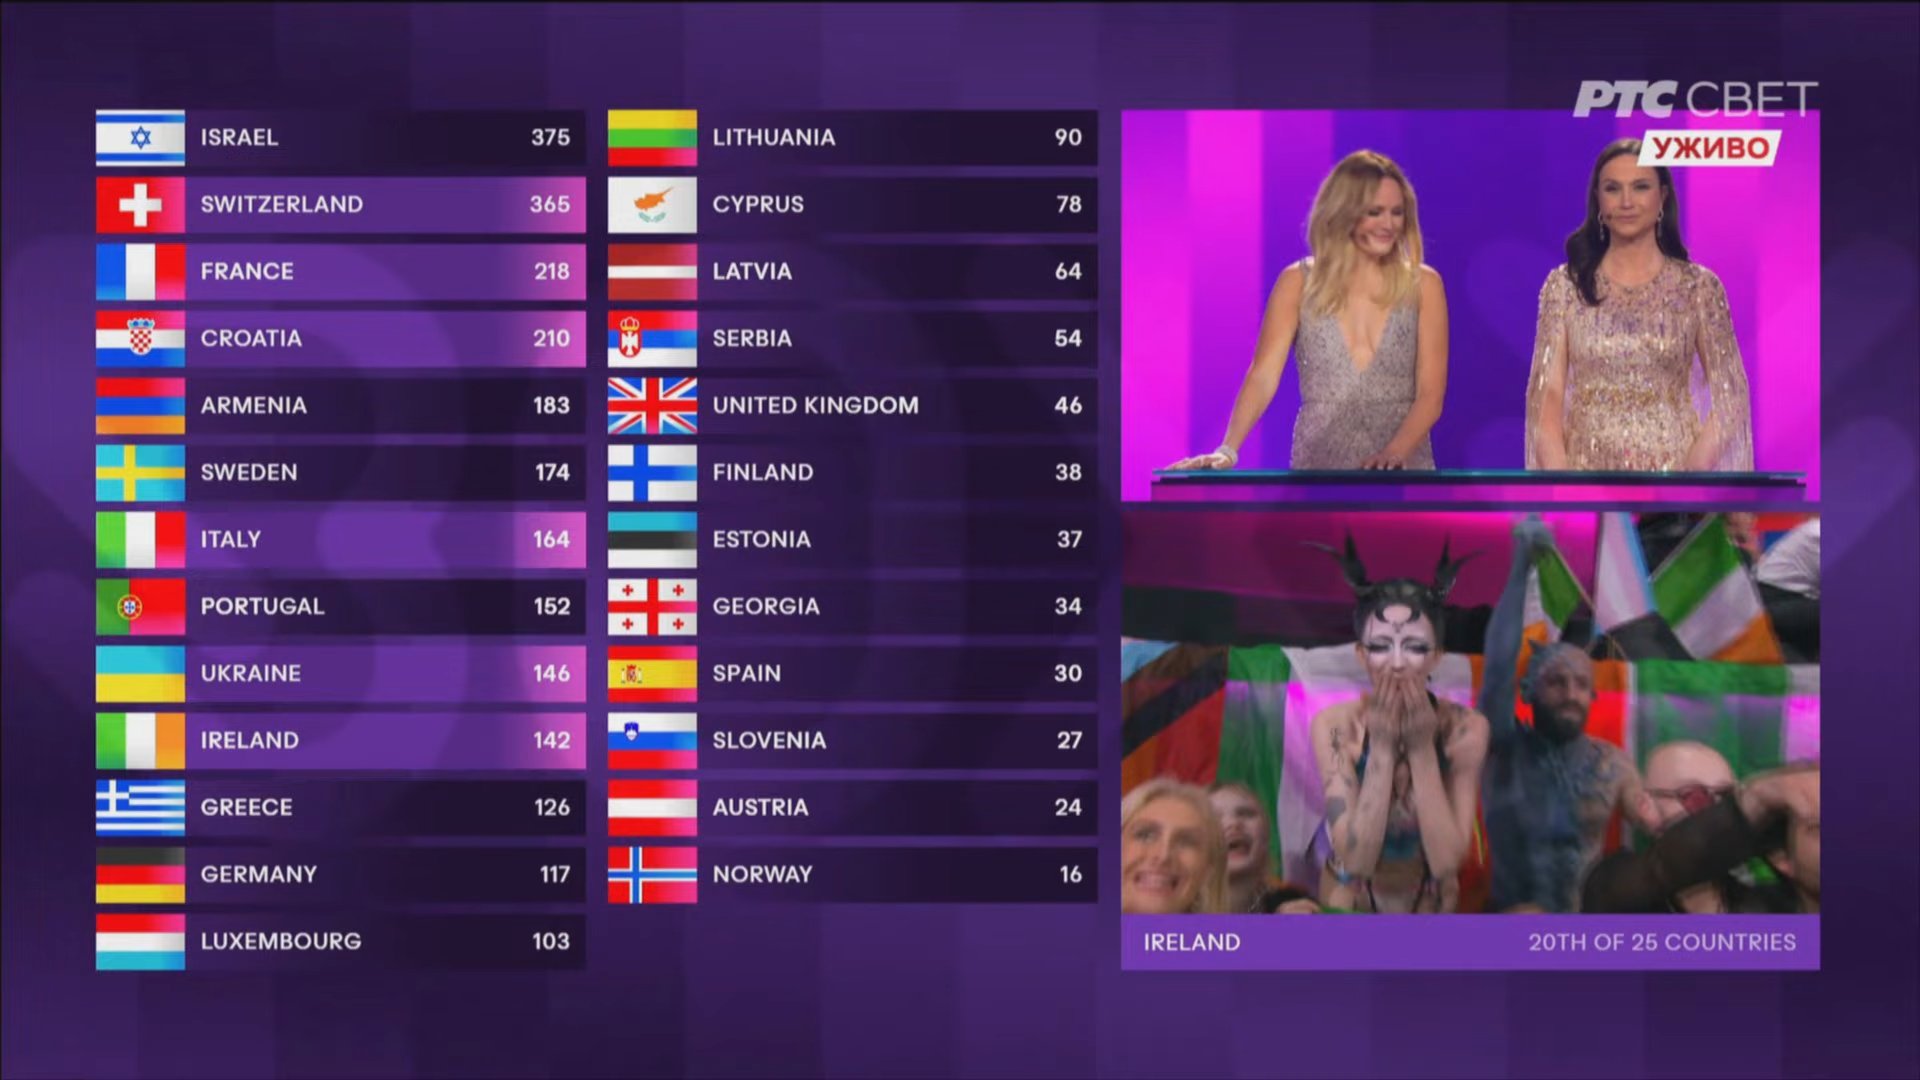 РТС СВЕТ
УЖИВО
ISRAEL 375
SWITZERLAND 365
FRANCE 218
CROATIA 210
ARMENIA 183
SWEDEN 174
ITALY 164
PORTUGAL 152
UKRAINE 146
IRELAND 142
GREECE 126
GERMANY 117
LUXEMBOURG 103
LITHUANIA 90
CYPRUS 78
LATVIA 64
SERBIA 54
UNITED KINGDOM 46
FINLAND 38
ESTONIA 37
GEORGIA 34
SPAIN 30
SLOVENIA 27
AUSTRIA 24
NORWAY 16
IRELAND 20TH OF 25 COUNTRIES